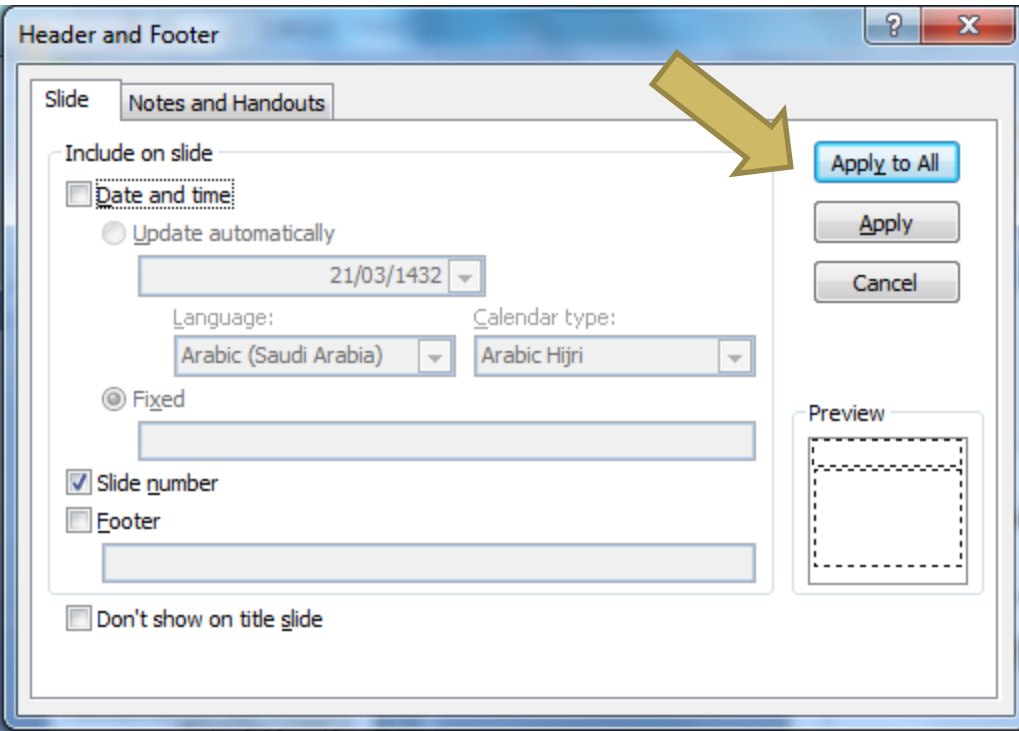 Header and Footer
Slide
Notes and Handouts
Include on slide
Date and time
Update automatically
21/03/1432
Language:
Calendar type:
Arabic (Saudi Arabia)
Arabic Hijri
Fixed
Slide number
Footer
Don't show on title slide
Apply to All
Apply
Cancel
Preview